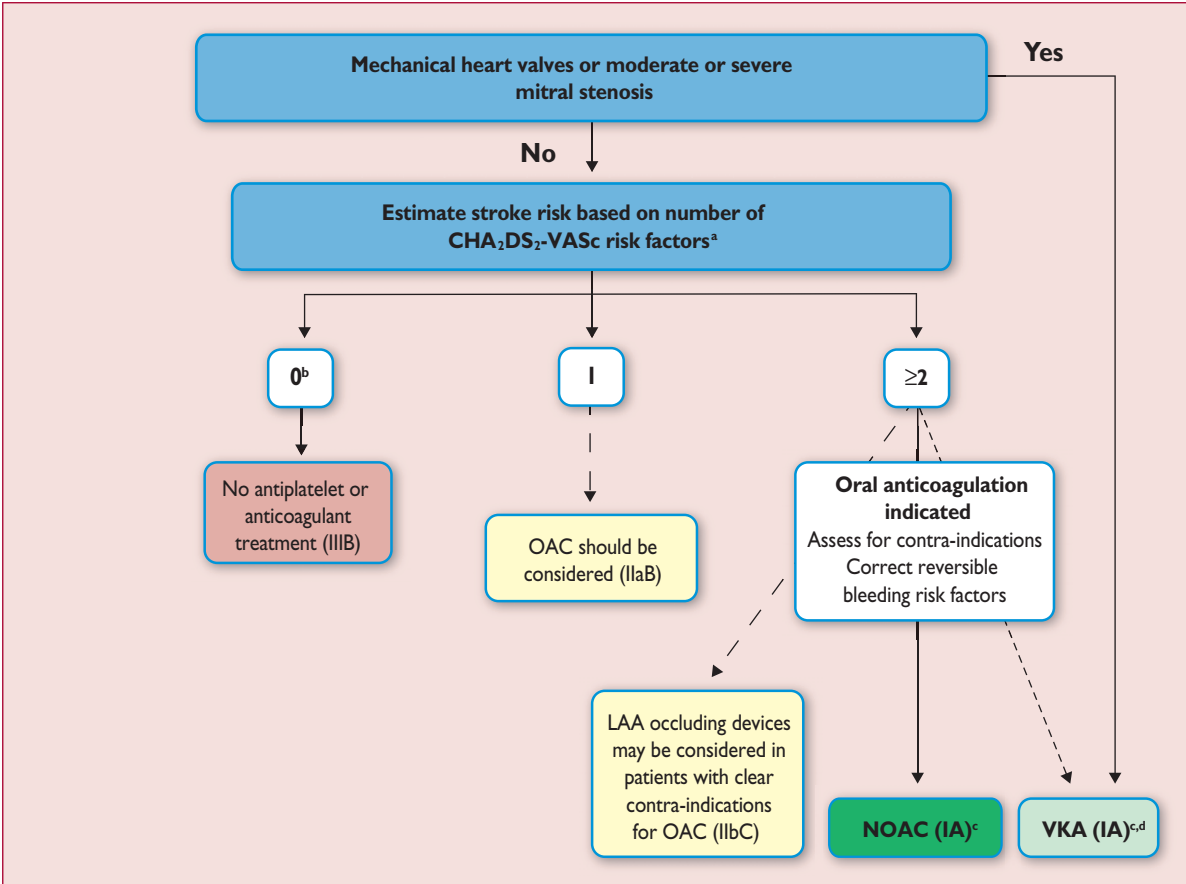 Mechanical heart valves or moderate or severe
mitral stenosis
Yes
No
Estimate stroke risk based on number of
CHA₂DS₂-VASc risk factorsᵃ
0ᵇ
1
≥2
No antiplatelet or
anticoagulant
treatment (IIIB)
OAC should be
considered (IIaB)
Oral anticoagulation
indicated
Assess for contra-indications
Correct reversible
bleeding risk factors
LAA occluding devices
may be considered in
patients with clear
contra-indications
for OAC (IIbC)
NOAC (IA)ᶜ
VKA (IA)ᶜ,ᵈ